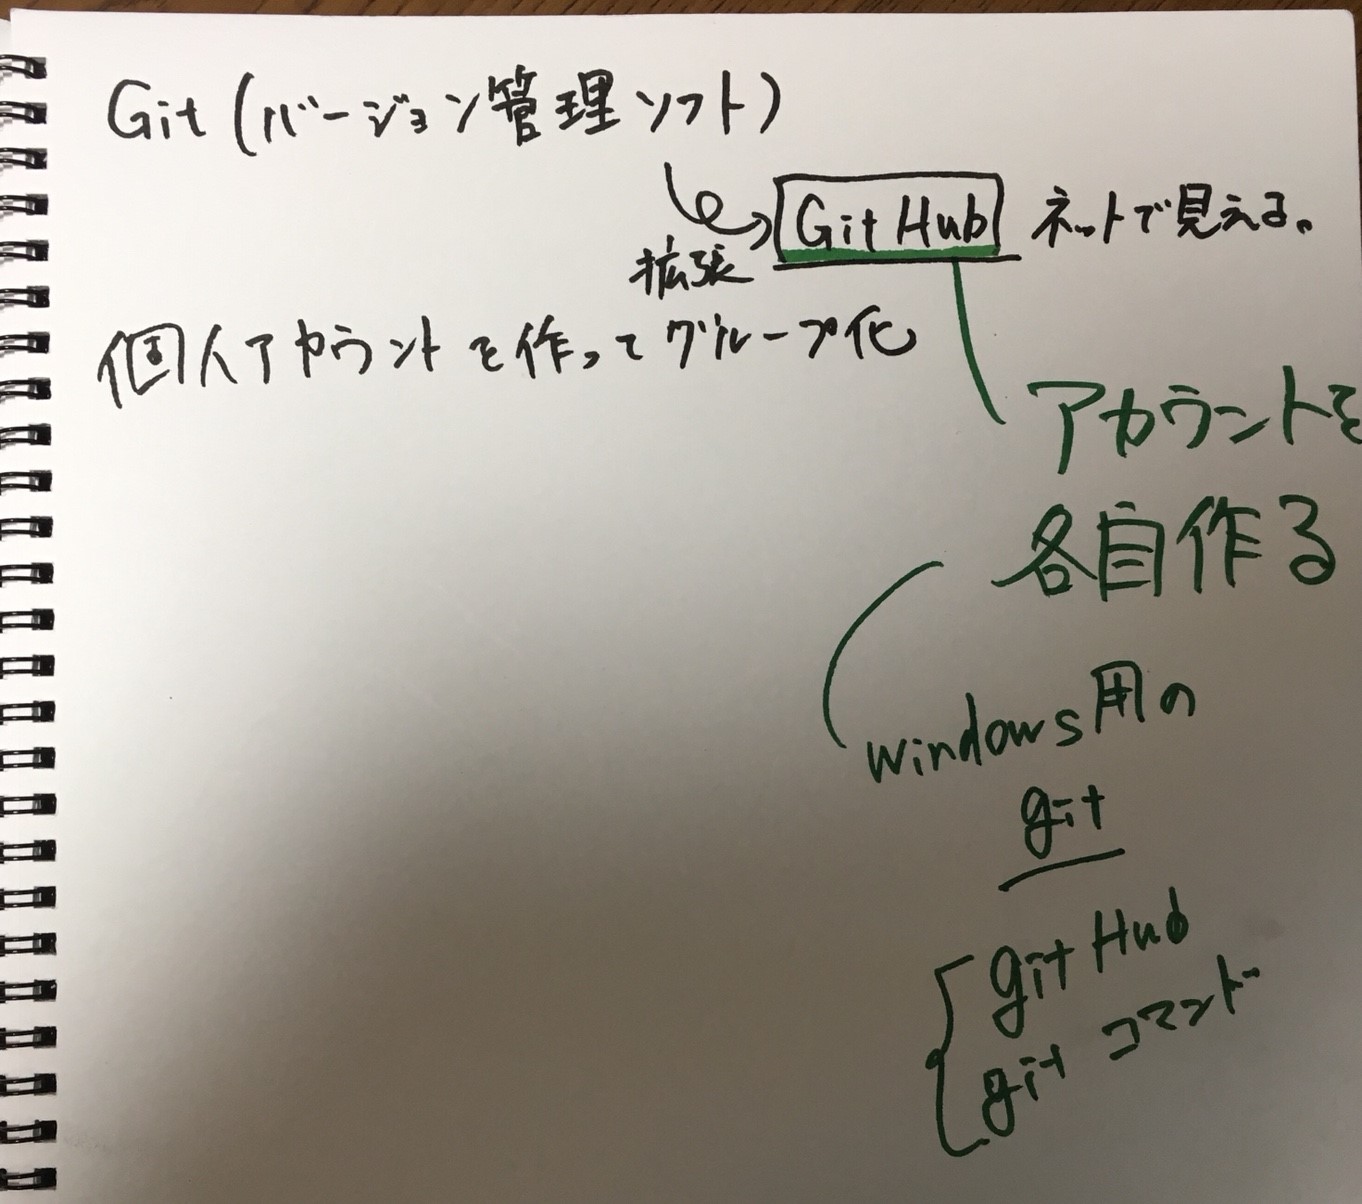 Git (バージョン管理ソフト)
GitHub ネットで見える。
拡張
個人アカウントを作ってグループ化
アカウントを
各自作る
windows用の
git
gitHub
git コマンド